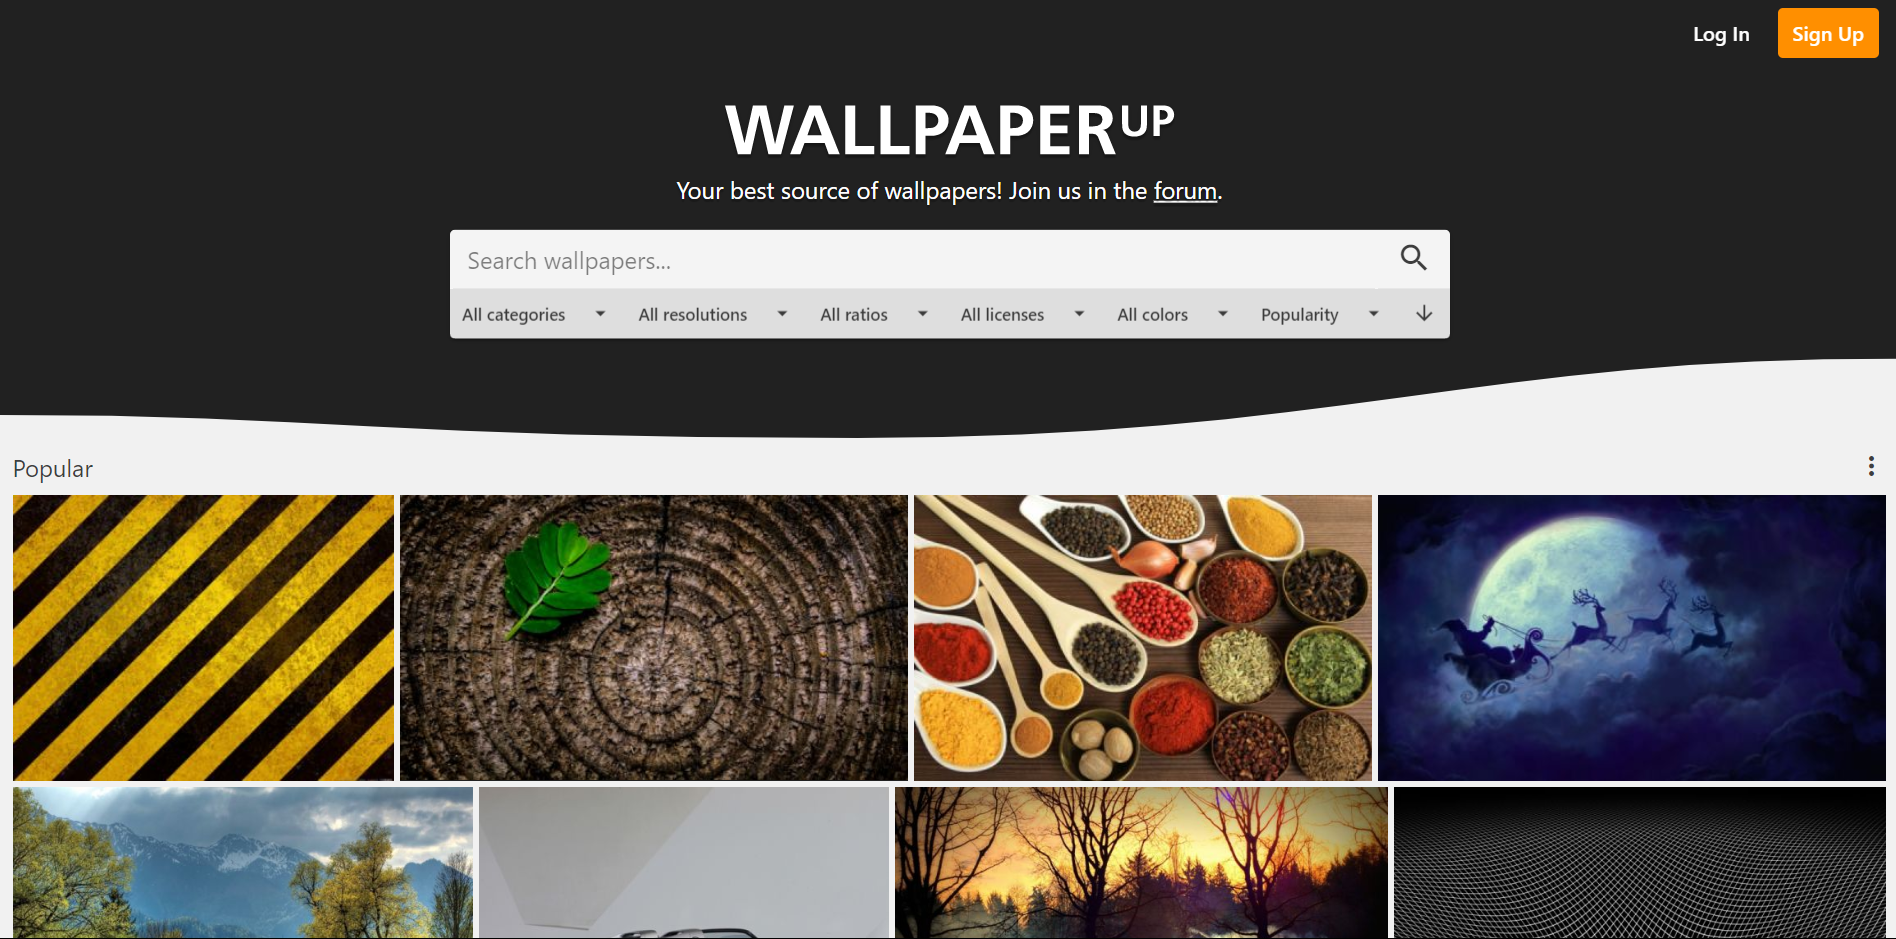 Log In
Sign Up
WALLPAPERUP
Your best source of wallpapers! Join us in the forum.
Search wallpapers...
All categories All resolutions All ratios All licenses All colors Popularity
Popular